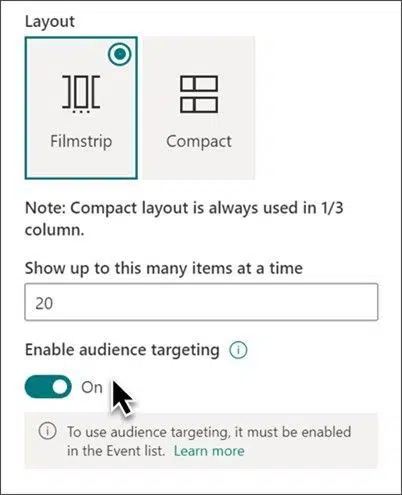 Layout
Filmstrip
Compact
Note: Compact layout is always used in 1/3
column.
Show up to this many items at a time
20
Enable audience targeting
On
To use audience targeting, it must be enabled
in the Event list. Learn more